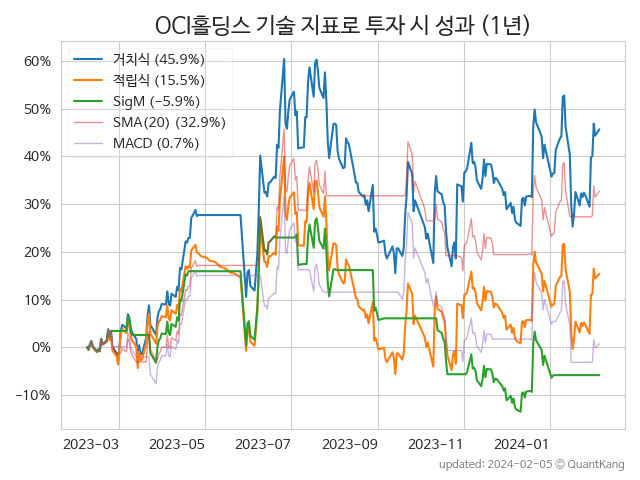 OCI홀딩스 기술 지표로 투자 시 성과 (1년)
거치식 (45.9%)
적립식 (15.5%)
SigM (−5.9%)
SMA(20) (32.9%)
MACD (0.7%)
60%
50%
40%
30%
20%
10%
0%
−10%
2023-03 2023-05 2023-07 2023-09 2023-11 2024-01
updated: 2024-02-05 © QuantKang